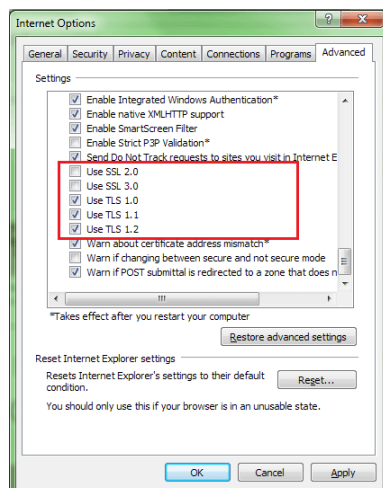 Internet Options
General Security Privacy Content Connections Programs Advanced
Settings
Enable Integrated Windows Authentication*
Enable native XMLHTTP support
Enable SmartScreen Filter
Enable Strict P3P Validation*
Send Do Not Track requests to sites you visit in Internet E
Use SSL 2.0
Use SSL 3.0
Use TLS 1.0
Use TLS 1.1
Use TLS 1.2
Warn about certificate address mismatch*
Warn if changing between secure and not secure mode
Warn if POST submittal is redirected to a zone that does n
*Takes effect after you restart your computer
Restore advanced settings
Reset Internet Explorer settings
Resets Internet Explorer's settings to their default
condition.
Reset...
You should only use this if your browser is in an unusable state.
OK Cancel Apply